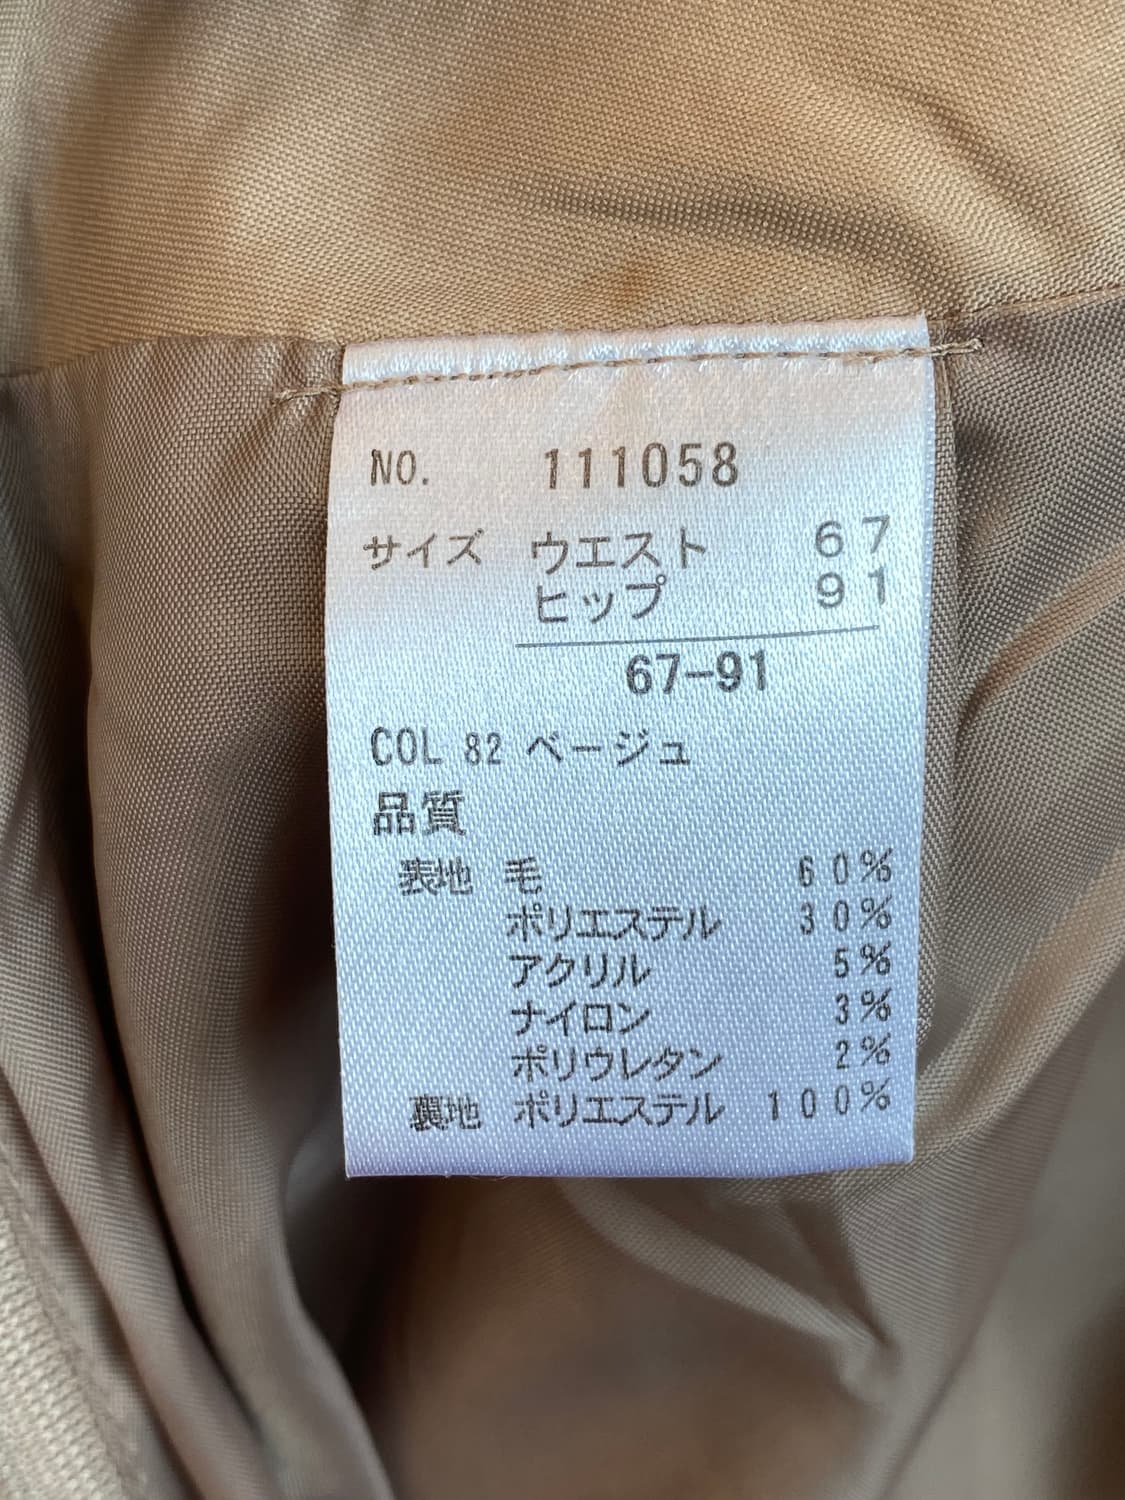 NO. 111058
サイズ ウエスト 67
ヒップ 91
67-91
COL 82 ベージュ
品質
表地 毛 60%
ポリエステル 30%
アクリル 5%
ナイロン 3%
ポリウレタン 2%
裏地 ポリエステル 100%